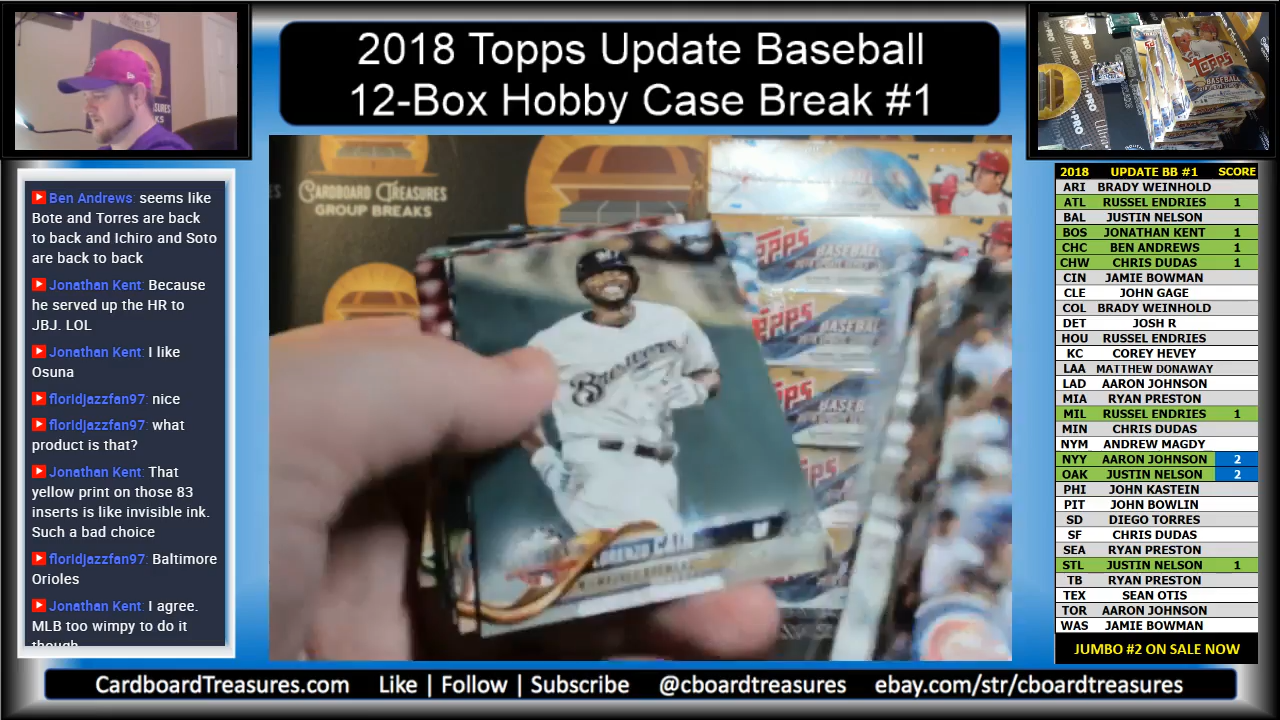 2018 Topps Update Baseball
12-Box Hobby Case Break #1
Ben Andrews: seems like
Bote and Torres are back
to back and Ichiro and Soto
are back to back
Jonathan Kent: Because
he served up the HR to
JBJ. LOL
Jonathan Kent: I like
Osuna
floridjazzfan97: nice
floridjazzfan97: what
product is that?
Jonathan Kent: That
yellow print on those 83
inserts is like invisible ink.
Such a bad choice
floridjazzfan97: Baltimore
Orioles
Jonathan Kent: I agree.
MLB too wimpy to do it
though
CARDBOARD TREASURES
GROUP BREAKS
Brewers
LORENZO CAIN
MILWAUKEE BREWERS
TOPPS
BASEBALL
TOPPS
BASEBALL
BASEBALL
topps
BASEBALL
2018 UPDATE BB #1 SCORE
ARI BRADY WEINHOLD
ATL RUSSEL ENDRIES 1
BAL JUSTIN NELSON
BOS JONATHAN KENT 1
CHC BEN ANDREWS 1
CHW CHRIS DUDAS 1
CIN JAMIE BOWMAN
CLE JOHN GAGE
COL BRADY WEINHOLD
DET JOSH R
HOU RUSSEL ENDRIES
KC COREY HEVEY
LAA MATTHEW DONAWAY
LAD AARON JOHNSON
MIA RYAN PRESTON
MIL RUSSEL ENDRIES 1
MIN CHRIS DUDAS
NYM ANDREW MAGDY
NYY AARON JOHNSON 2
OAK JUSTIN NELSON 2
PHI JOHN KASTEIN
PIT JOHN BOWLIN
SD DIEGO TORRES
SF CHRIS DUDAS
SEA RYAN PRESTON
STL JUSTIN NELSON 1
TB RYAN PRESTON
TEX SEAN OTIS
TOR AARON JOHNSON
WAS JAMIE BOWMAN
JUMBO #2 ON SALE NOW
CardboardTreasures.com Like | Follow | Subscribe @cboardtreasures ebay.com/str/cboardtreasures